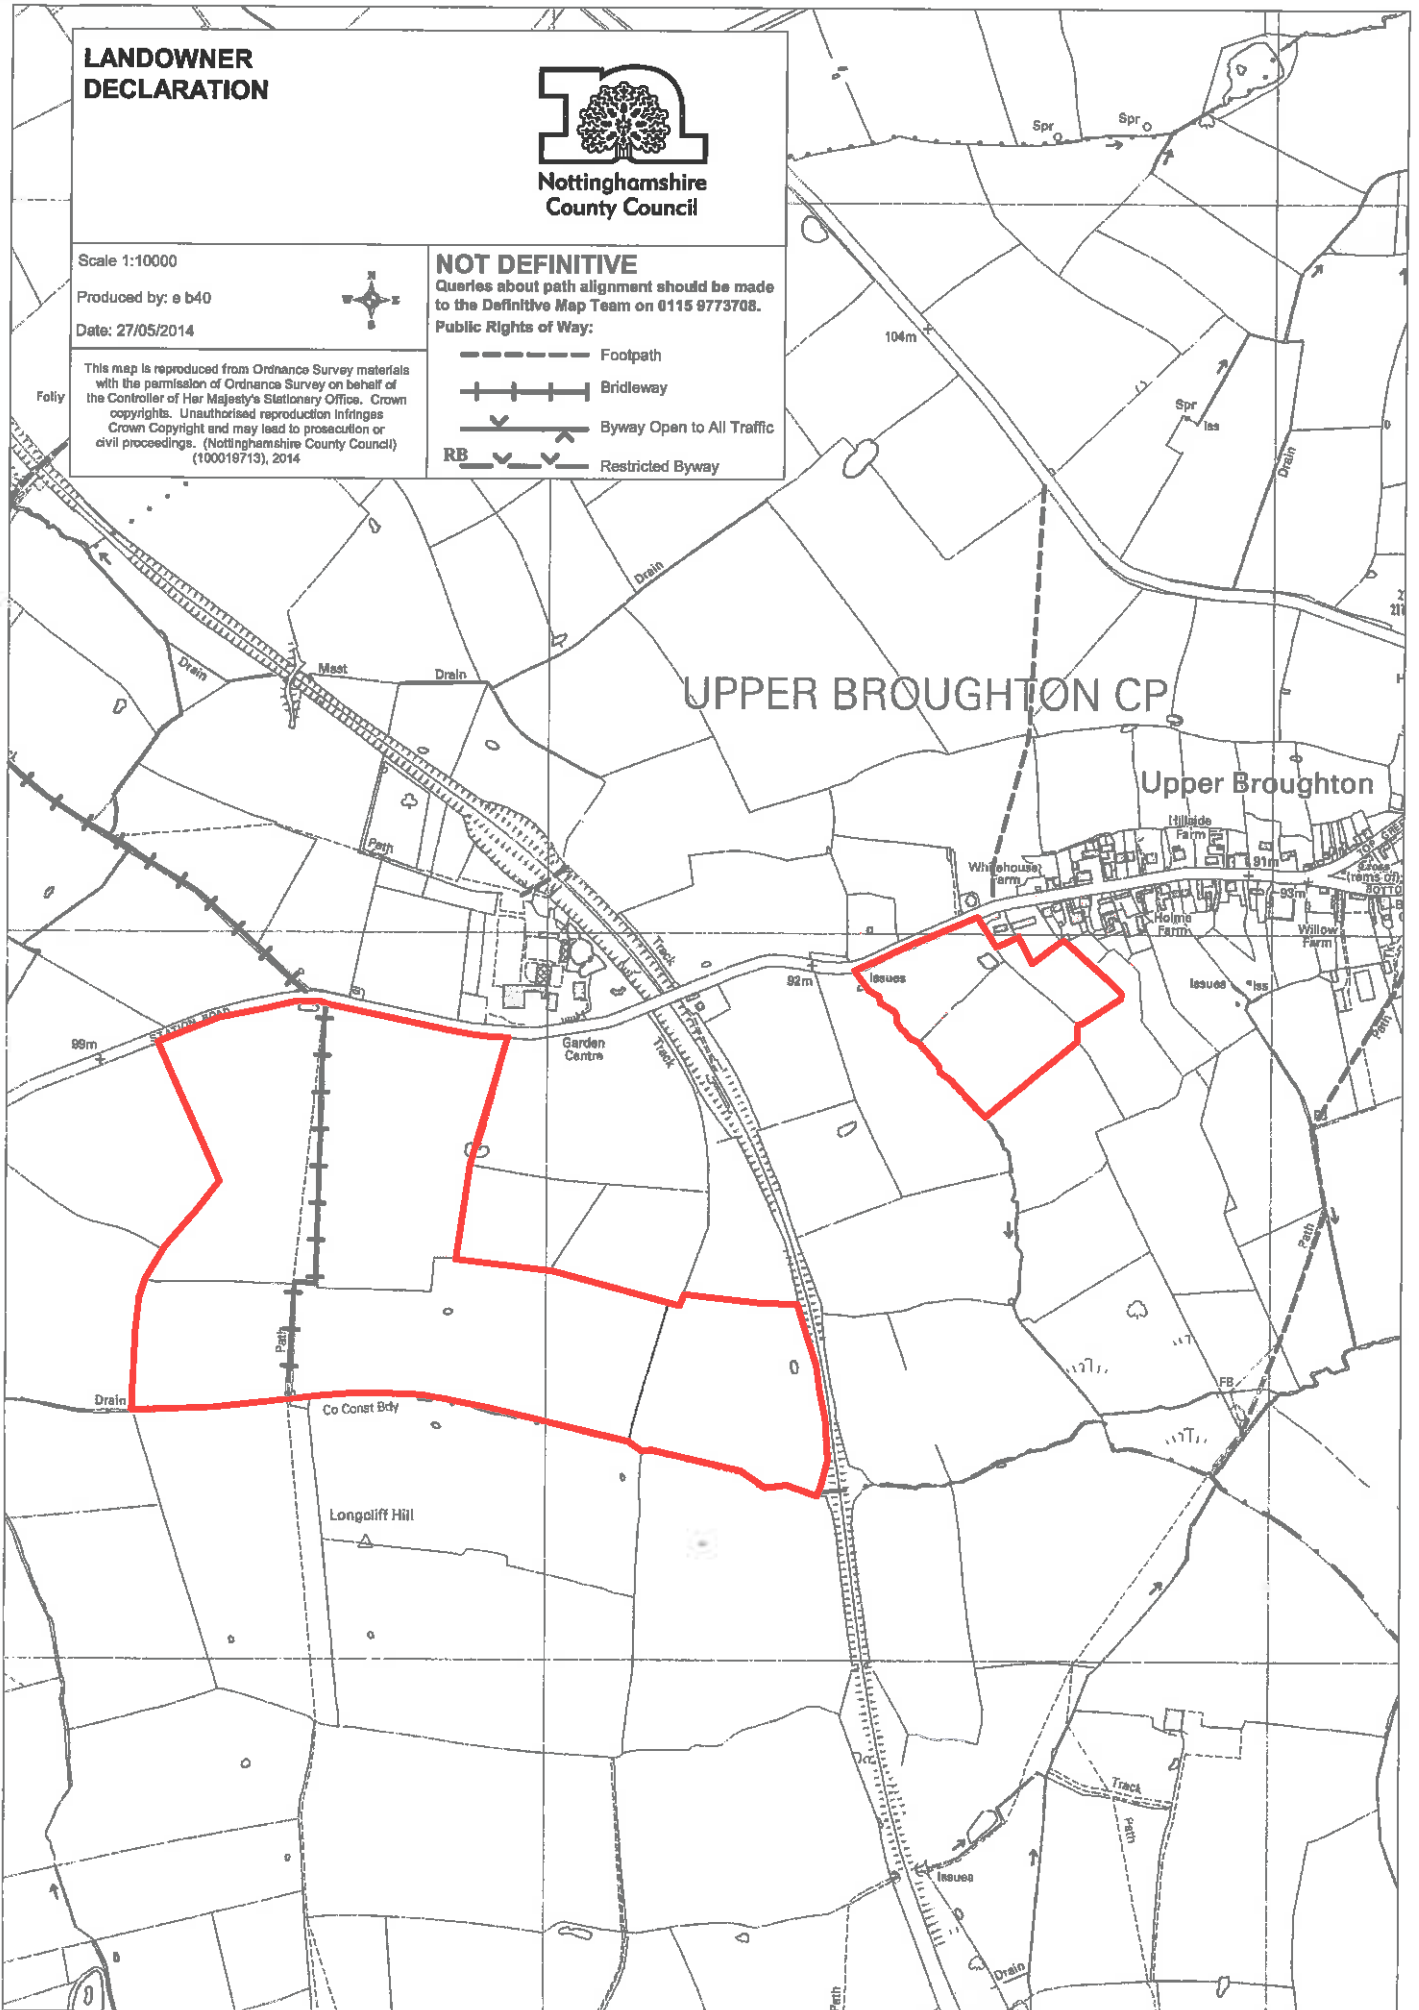 LANDOWNER
DECLARATION
Nottinghamshire
County Council
Scale 1:10000
Produced by: e b40
Date: 27/05/2014
N
W E
S
This map is reproduced from Ordnance Survey materials
with the permission of Ordnance Survey on behalf of
the Controller of Her Majesty's Stationary Office. Crown
copyrights. Unauthorised reproduction infringes
Crown Copyright and may lead to prosecution or
civil proceedings. (Nottinghamshire County Council)
(100019713), 2014
NOT DEFINITIVE
Queries about path alignment should be made
to the Definitive Map Team on 0115 9773708.
Public Rights of Way:
Footpath
Bridleway
Byway Open to All Traffic
RB
Restricted Byway
Spr
Spr
104m
Folly
Spr
Iss
Drain
Drain
Drain
Mast
Drain
UPPER BROUGHTON CP
Upper Broughton
Hillside
Farm
Path
Whitehouse
Farm
91m
Cross
(rems of)
BOTTO
93m
Holme
Farm
Willow
Farm
Track
92m
Issues
Issues
Iss
Path
STATION ROAD
99m
Garden
Centre
Track
Path
Path
Drain
Co Const Bdy
FB
Longcliff Hill
Track
Path
Issues
Drain
Path